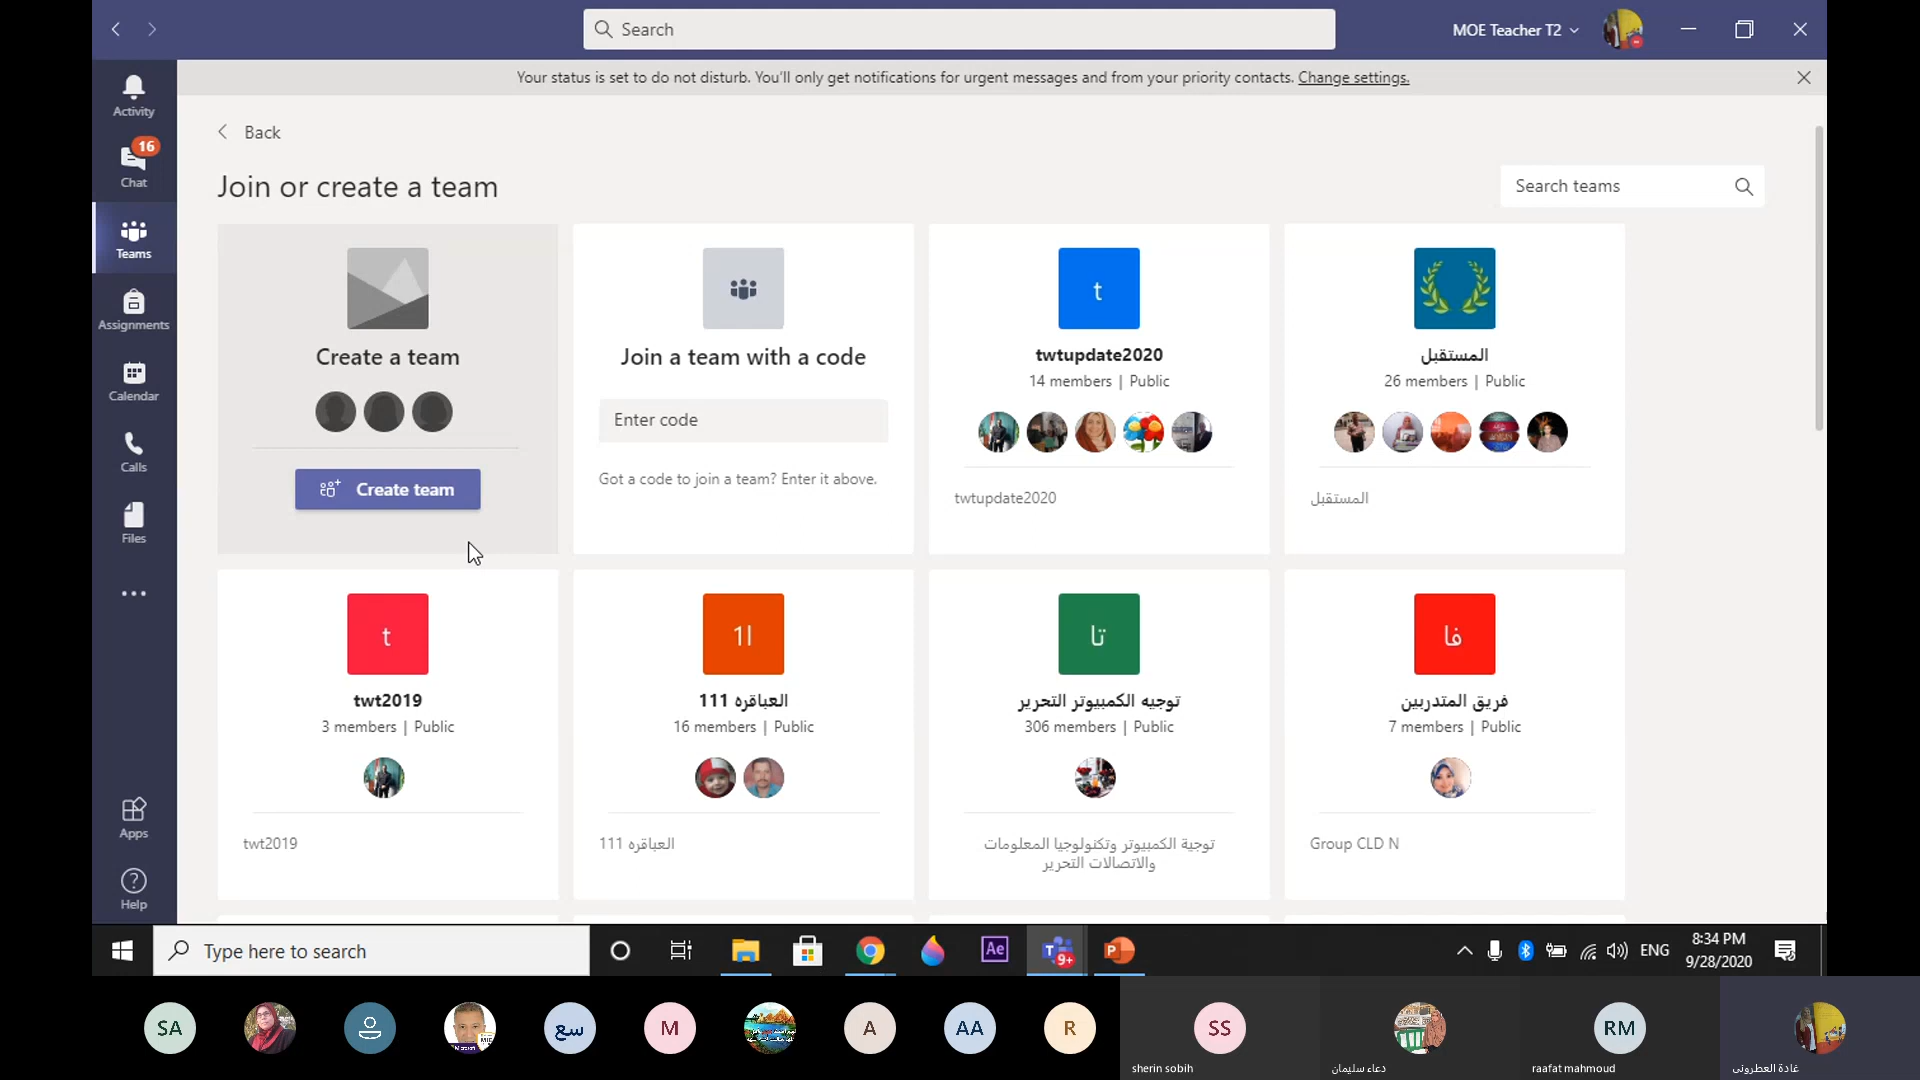 Search
MOE Teacher T2
Your status is set to do not disturb. You'll only get notifications for urgent messages and from your priority contacts. Change settings.
Activity
16
Chat
Teams
Assignments
Calendar
Calls
Files
Apps
Help
Back
Join or create a team
Search teams
Create a team
Create team
Join a team with a code
Enter code
Got a code to join a team? Enter it above.
t
twtupdate2020
14 members | Public
twtupdate2020
المستقبل
26 members | Public
المستقبل
t
twt2019
3 members | Public
twt2019
ا1
العباقره 111
16 members | Public
العباقره 111
تا
توجيه الكمبيوتر التحرير
306 members | Public
توجية الكمبيوتر وتكنولوجيا المعلومات
والاتصالات التحرير
فا
فريق المتدربين
7 members | Public
Group CLD N
Type here to search
Ae
T
9+
P
ENG
8:34 PM
9/28/2020
SA
سع
M
A
AA
R
SS
sherin sobih
دعاء سليمان
RM
raafat mahmoud
غادة العطرونى